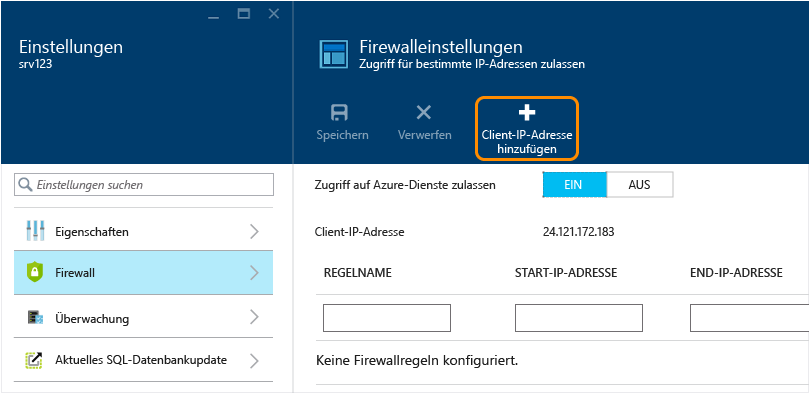 Einstellungen
srv123
Firewalleinstellungen
Zugriff für bestimmte IP-Adressen zulassen
Speichern
Verwerfen
Client-IP-Adresse
hinzufügen
Einstellungen suchen
Eigenschaften
Firewall
Überwachung
Aktuelles SQL-Datenbankupdate
Zugriff auf Azure-Dienste zulassen
EIN
AUS
Client-IP-Adresse
24.121.172.183
REGELNAME
START-IP-ADRESSE
END-IP-ADRESSE
Keine Firewallregeln konfiguriert.